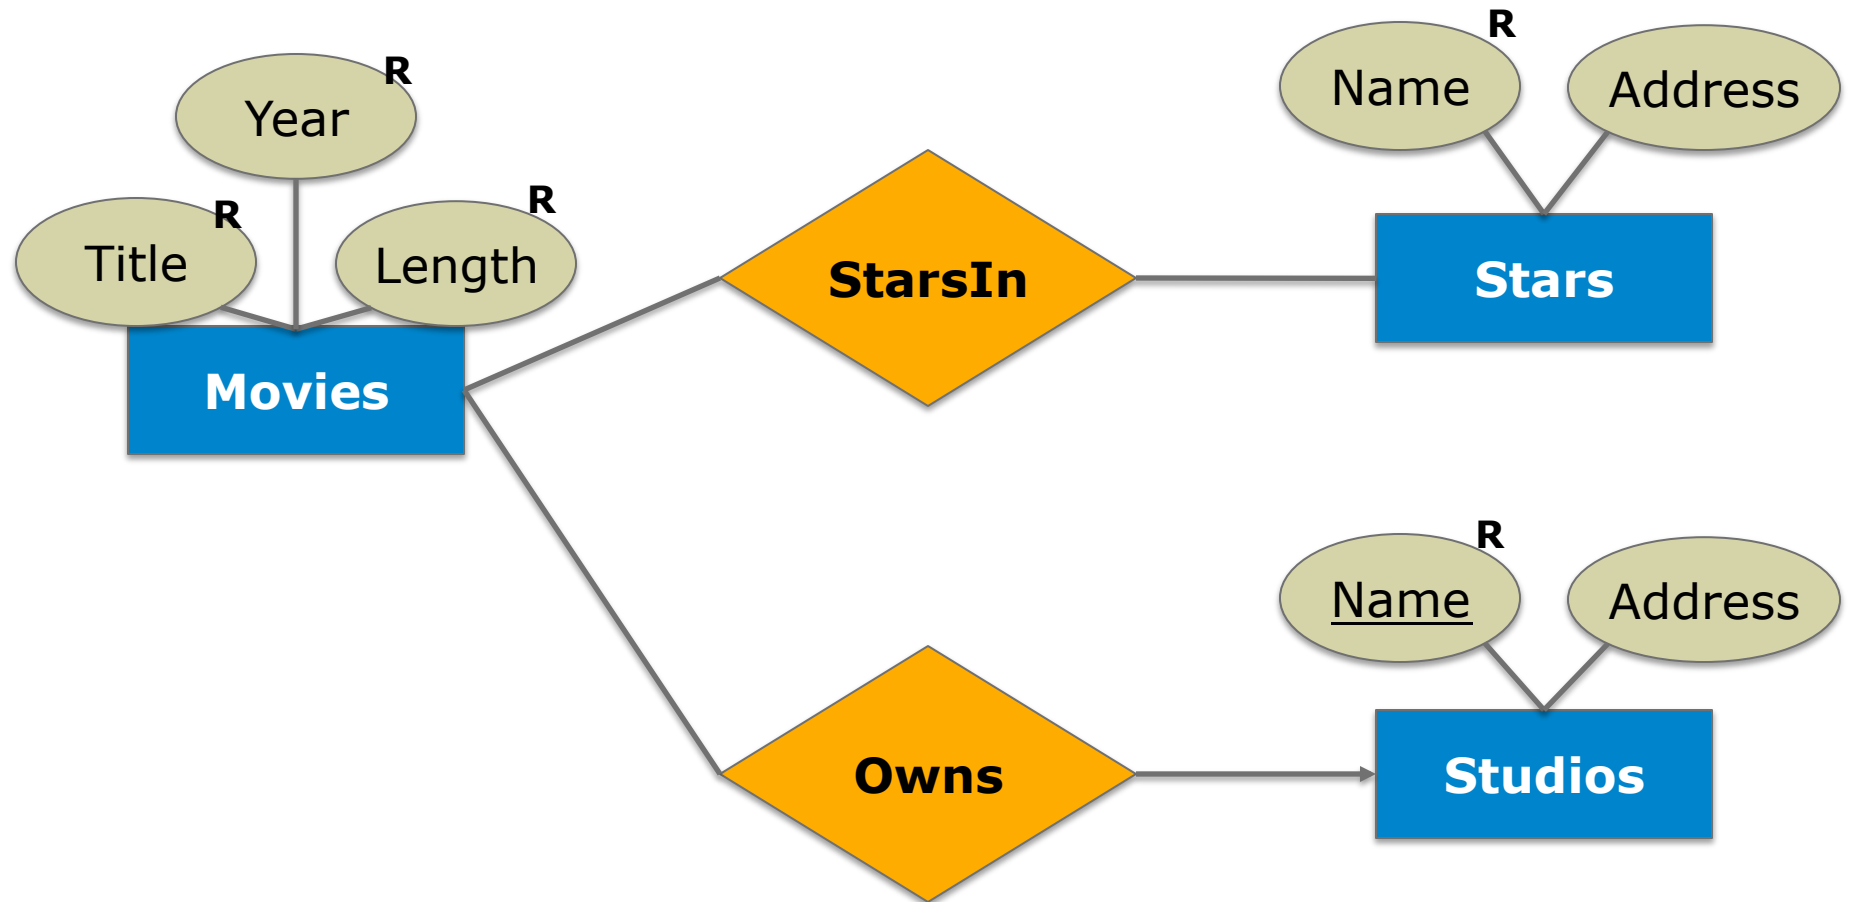 R
Year
R
Title
R
Length
Movies
StarsIn
R
Name
Address
Stars
Owns
R
Name
Address
Studios